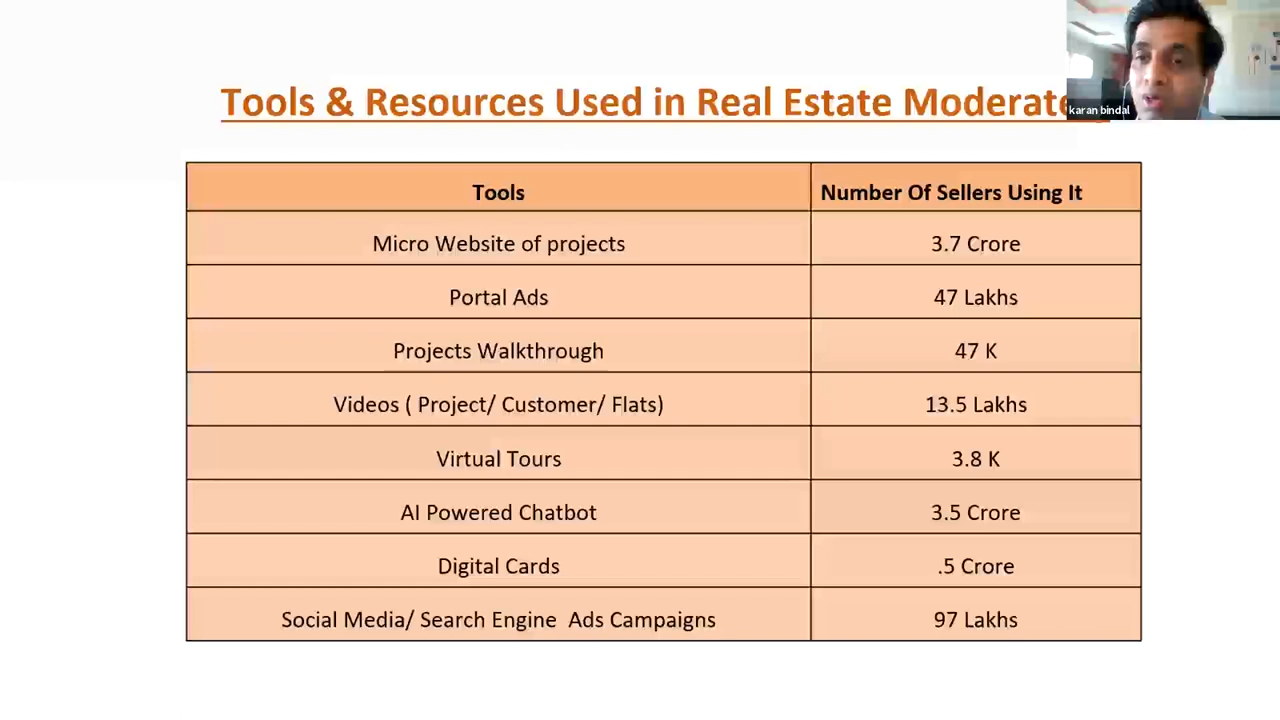 Tools & Resources Used in Real Estate
karan bindal
Tools Number Of Sellers Using It
Micro Website of projects 3.7 Crore
Portal Ads 47 Lakhs
Projects Walkthrough 47 K
Videos ( Project/ Customer/ Flats) 13.5 Lakhs
Virtual Tours 3.8 K
AI Powered Chatbot 3.5 Crore
Digital Cards .5 Crore
Social Media/ Search Engine Ads Campaigns 97 Lakhs